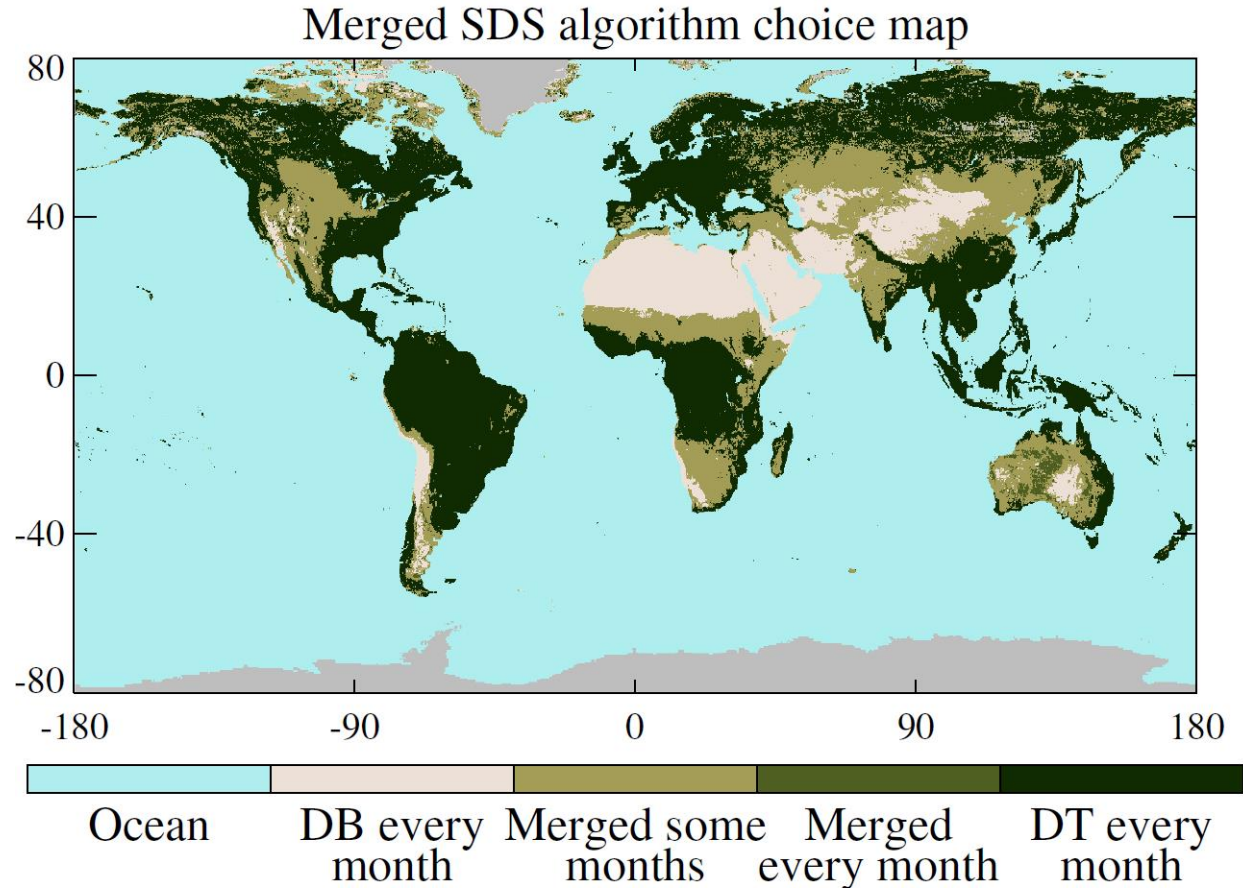 Merged SDS algorithm choice map
80
40
0
-40
-80
-180 -90 0 90 180
Ocean DB every month Merged some months Merged every month DT every month